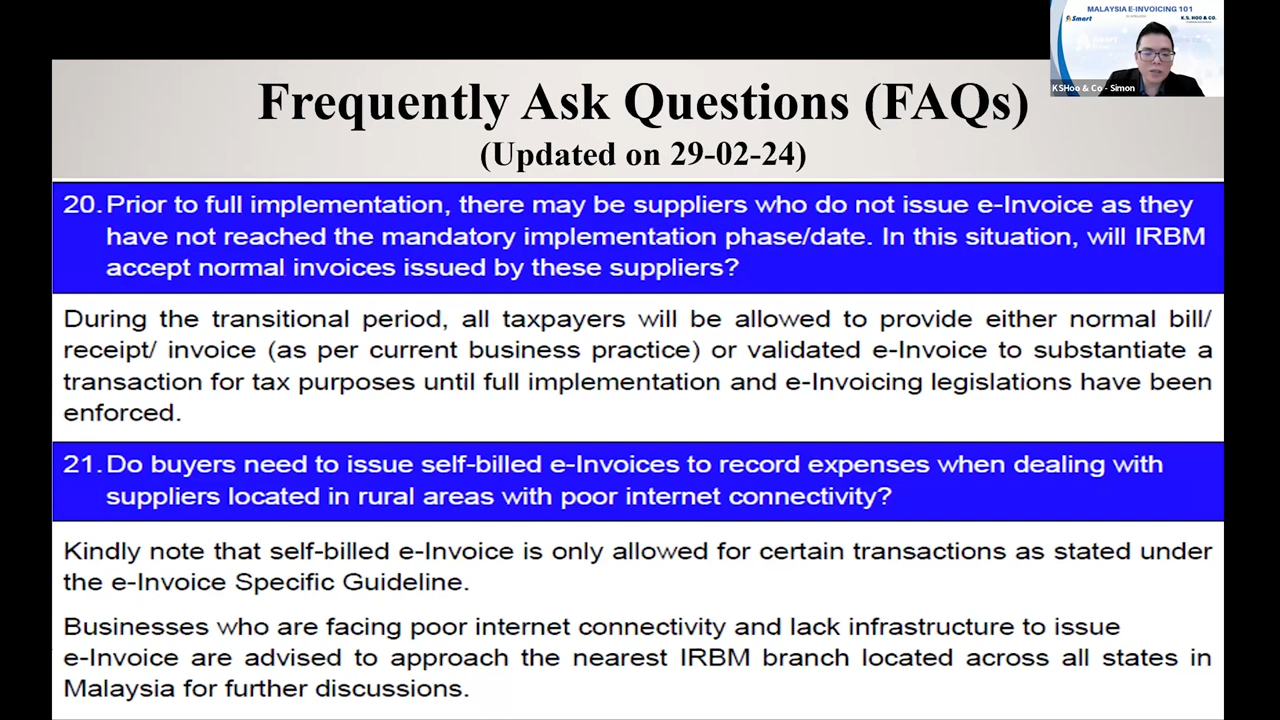 MALAYSIA E-INVOICING 101
Smart
K.S. HOO & CO.
KSHoo & Co - Simon
Frequently Ask Questions (FAQs)
(Updated on 29-02-24)
20. Prior to full implementation, there may be suppliers who do not issue e-Invoice as they
have not reached the mandatory implementation phase/date. In this situation, will IRBM
accept normal invoices issued by these suppliers?
During the transitional period, all taxpayers will be allowed to provide either normal bill/
receipt/ invoice (as per current business practice) or validated e-Invoice to substantiate a
transaction for tax purposes until full implementation and e-Invoicing legislations have been
enforced.
21. Do buyers need to issue self-billed e-Invoices to record expenses when dealing with
suppliers located in rural areas with poor internet connectivity?
Kindly note that self-billed e-Invoice is only allowed for certain transactions as stated under
the e-Invoice Specific Guideline.
Businesses who are facing poor internet connectivity and lack infrastructure to issue
e-Invoice are advised to approach the nearest IRBM branch located across all states in
Malaysia for further discussions.